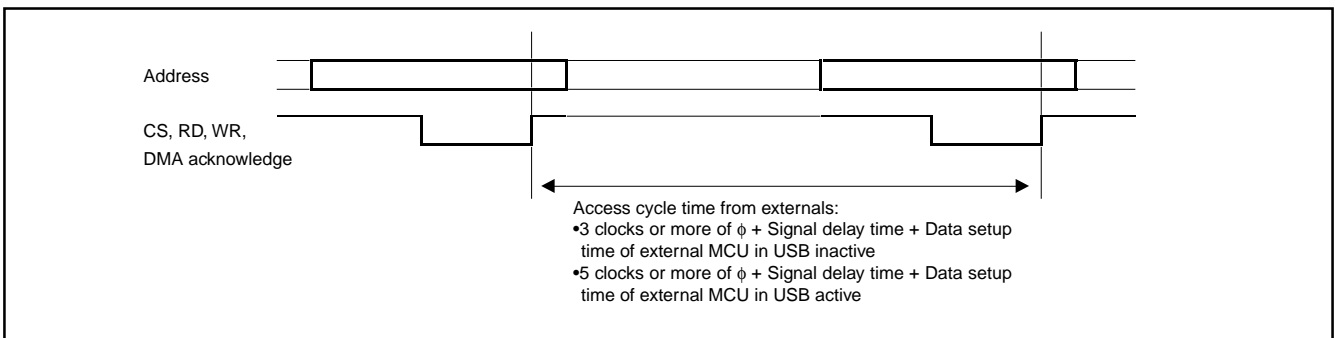 Address
CS, RD, WR,
DMA acknowledge
Access cycle time from externals:
•3 clocks or more of ϕ + Signal delay time + Data setup
time of external MCU in USB inactive
•5 clocks or more of ϕ + Signal delay time + Data setup
time of external MCU in USB active